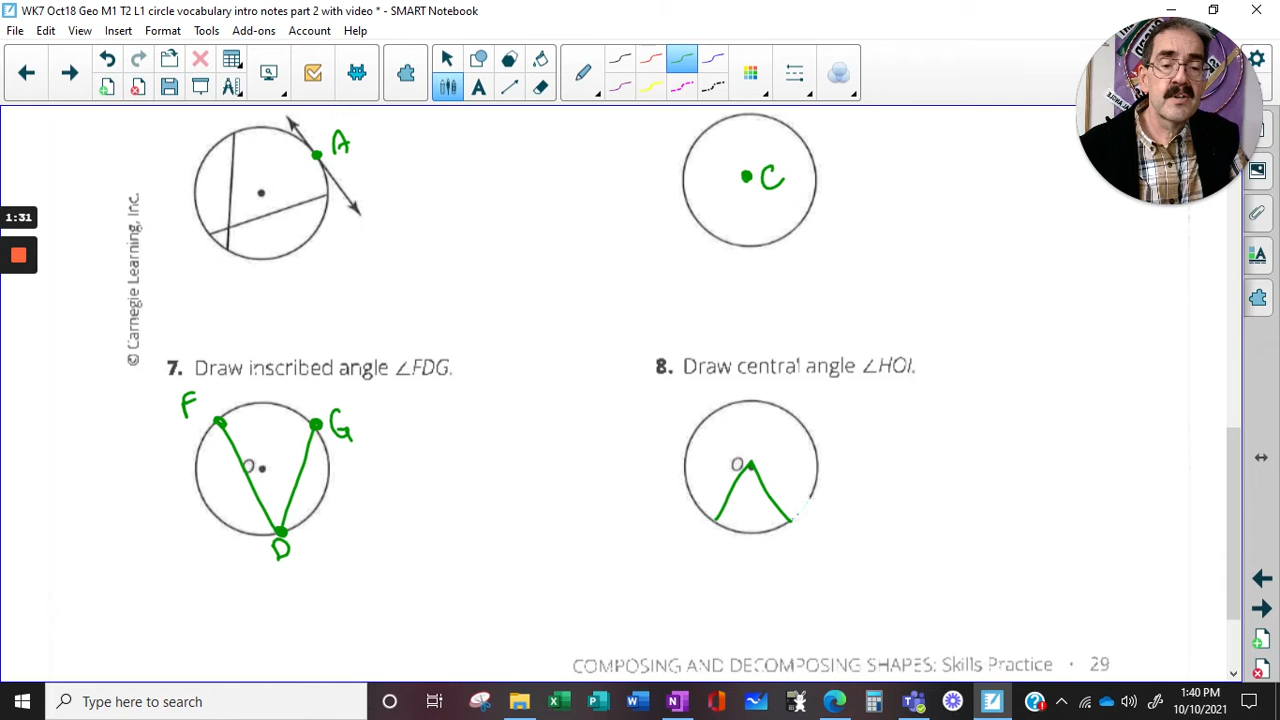 WK7 Oct18 Geo M1 T2 L1 circle vocabulary intro notes part 2 with video * - SMART Notebook
File Edit View Insert Format Tools Add-ons Account Help
A
C
1:31
© Carnegie Learning, Inc.
7. Draw inscribed angle ∠FDG.
8. Draw central angle ∠HOI.
F
G
O
O
D
COMPOSING AND DECOMPOSING SHAPES: Skills Practice • 29
Type here to search
1:40 PM
10/10/2021